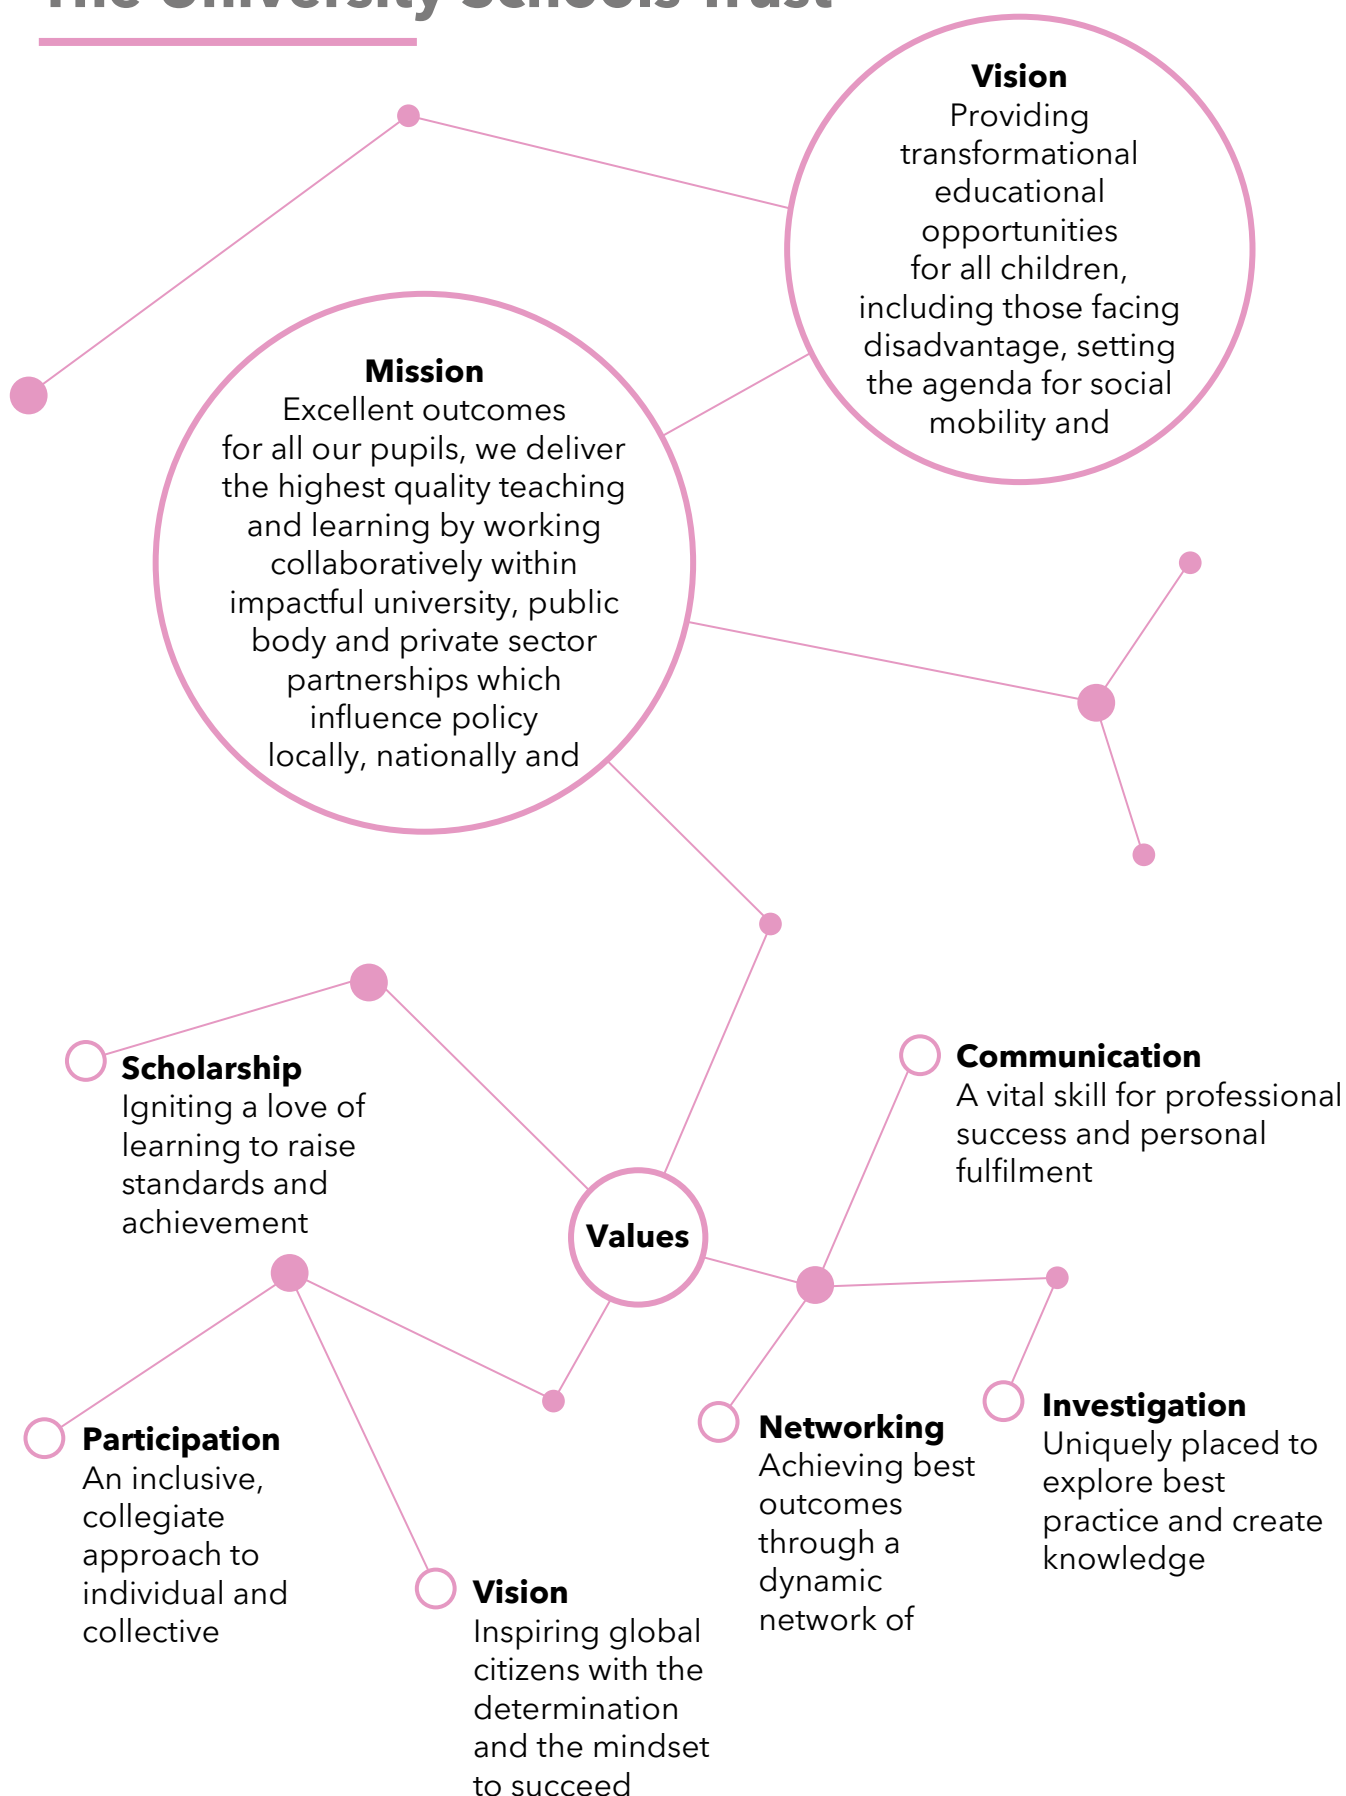 The University Schools Trust
Vision
Providing
transformational
educational
opportunities
for all children,
including those facing
disadvantage, setting
the agenda for social
mobility and
Mission
Excellent outcomes
for all our pupils, we deliver
the highest quality teaching
and learning by working
collaboratively within
impactful university, public
body and private sector
partnerships which
influence policy
locally, nationally and
Values
Scholarship
Igniting a love of
learning to raise
standards and
achievement
Communication
A vital skill for professional
success and personal
fulfilment
Participation
An inclusive,
collegiate
approach to
individual and
collective
Vision
Inspiring global
citizens with the
determination
and the mindset
to succeed
Networking
Achieving best
outcomes
through a
dynamic
network of
Investigation
Uniquely placed to
explore best
practice and create
knowledge